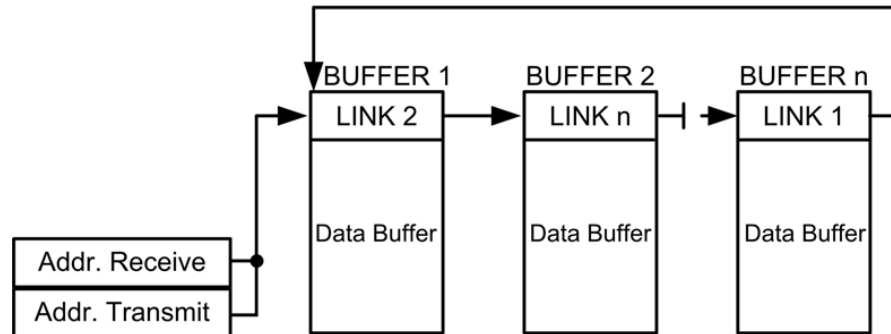 BUFFER 1 BUFFER 2 BUFFER n
LINK 2 LINK n LINK 1
Data Buffer Data Buffer Data Buffer
Addr. Receive
Addr. Transmit